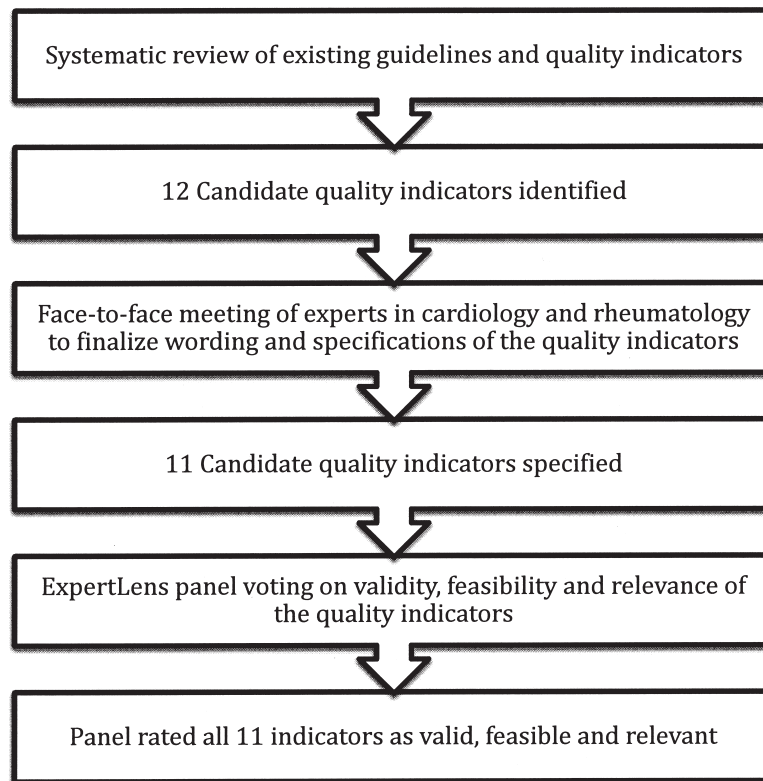 Systematic review of existing guidelines and quality indicators
12 Candidate quality indicators identified
Face-to-face meeting of experts in cardiology and rheumatology
to finalize wording and specifications of the quality indicators
11 Candidate quality indicators specified
ExpertLens panel voting on validity, feasibility and relevance of
the quality indicators
Panel rated all 11 indicators as valid, feasible and relevant